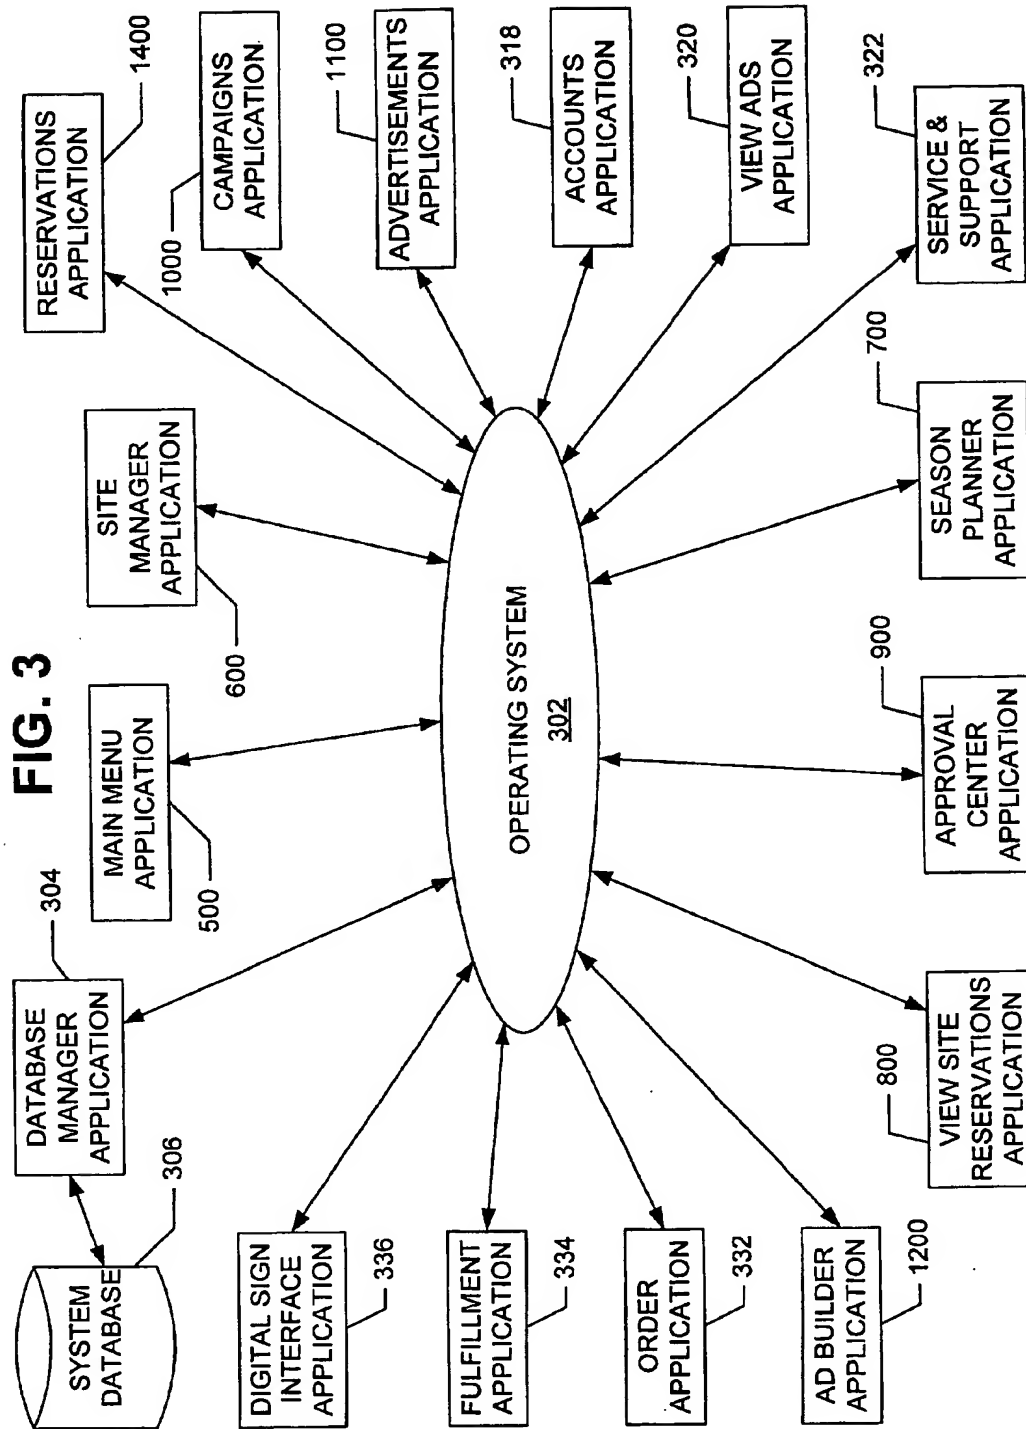 FIG. 3
SYSTEM
DATABASE
306
DATABASE
MANAGER
APPLICATION
304
MAIN MENU
APPLICATION
500
SITE
MANAGER
APPLICATION
600
RESERVATIONS
APPLICATION
1400
CAMPAIGNS
APPLICATION
1000
ADVERTISEMENTS
APPLICATION
1100
ACCOUNTS
APPLICATION
318
VIEW ADS
APPLICATION
320
SERVICE &
SUPPORT
APPLICATION
322
OPERATING SYSTEM
302
DIGITAL SIGN
INTERFACE
APPLICATION
336
FULFILLMENT
APPLICATION
334
ORDER
APPLICATION
332
AD BUILDER
APPLICATION
1200
VIEW SITE
RESERVATIONS
APPLICATION
800
APPROVAL
CENTER
APPLICATION
900
SEASON
PLANNER
APPLICATION
700